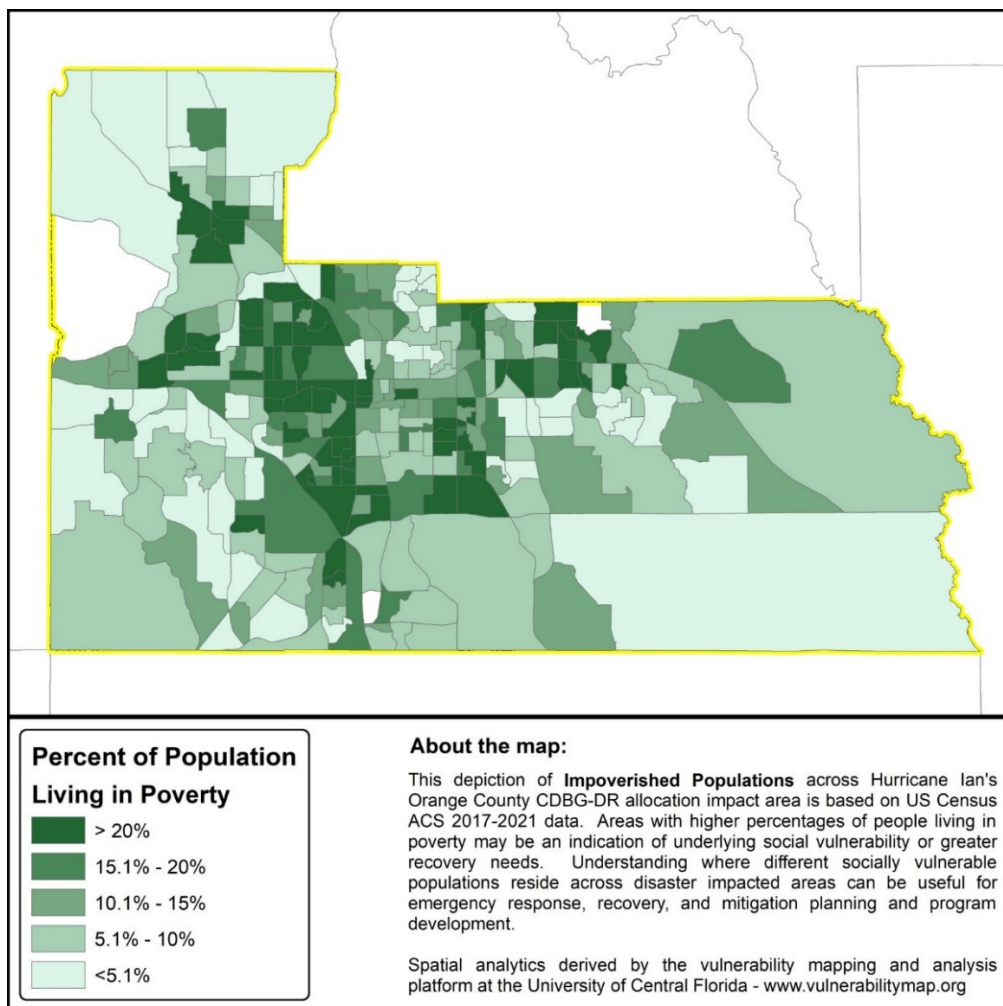 Percent of Population
Living in Poverty
> 20%
15.1% - 20%
10.1% - 15%
5.1% - 10%
<5.1%
About the map:
This depiction of Impoverished Populations across Hurricane Ian's
Orange County CDBG-DR allocation impact area is based on US Census
ACS 2017-2021 data. Areas with higher percentages of people living in
poverty may be an indication of underlying social vulnerability or greater
recovery needs. Understanding where different socially vulnerable
populations reside across disaster impacted areas can be useful for
emergency response, recovery, and mitigation planning and program
development.
Spatial analytics derived by the vulnerability mapping and analysis
platform at the University of Central Florida - www.vulnerabilitymap.org